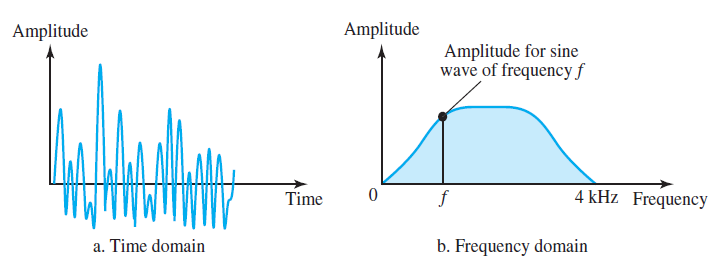 Amplitude
Time
a. Time domain
Amplitude
Amplitude for sine
wave of frequency f
0
f
4 kHz
Frequency
b. Frequency domain